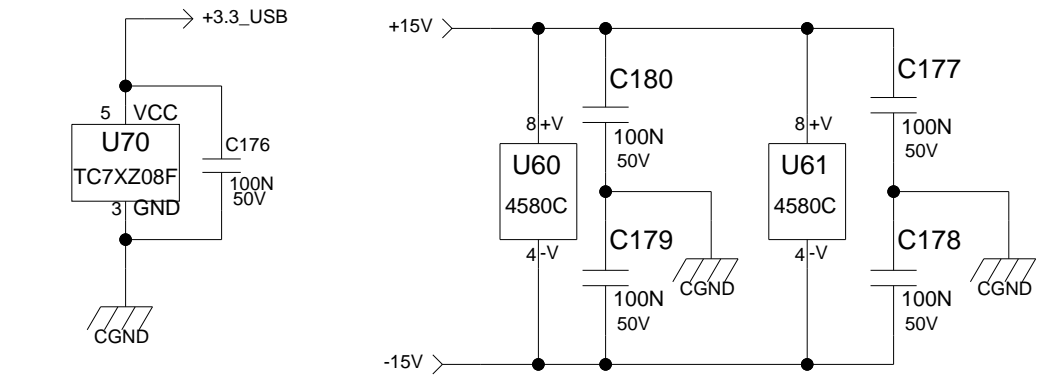 +3.3_USB
5 VCC
U70
TC7XZ08F
3 GND
C176
100N
50V
CGND
+15V
8 +V
U60
4580C
4 -V
C180
100N
50V
C179
100N
50V
CGND
8 +V
U61
4580C
4 -V
C177
100N
50V
C178
100N
50V
CGND
-15V